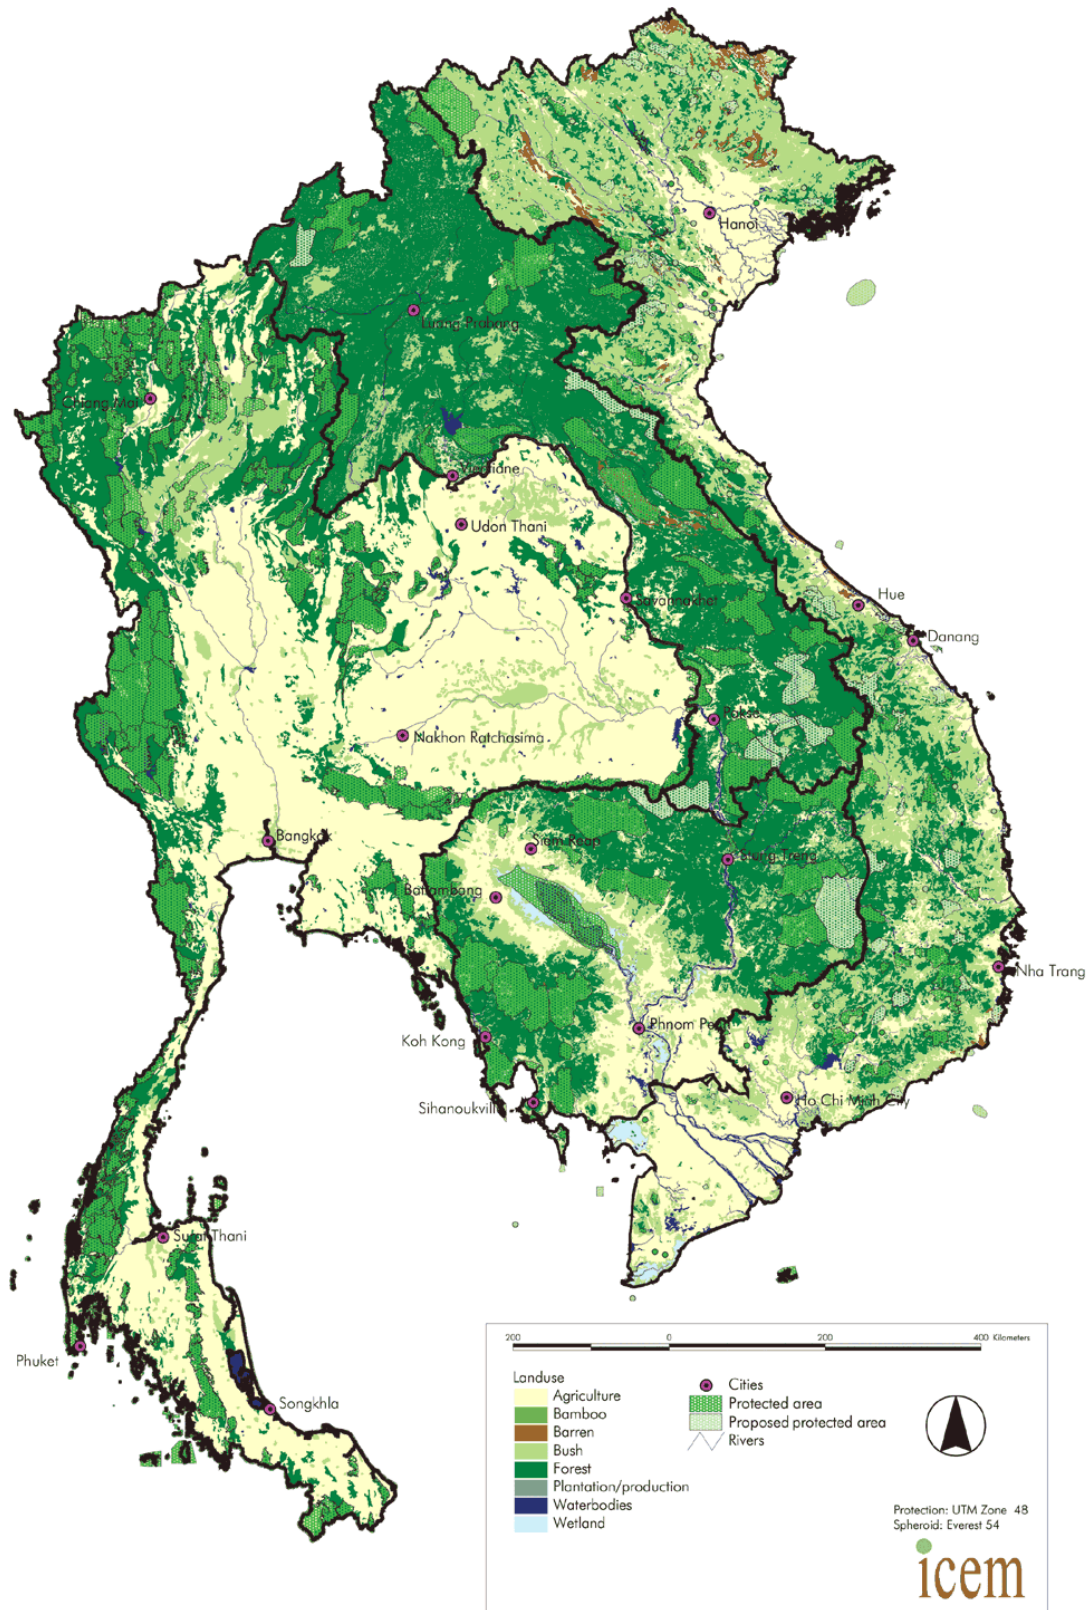 Hanoi
Luang Prabang
Chiang Mai
Vientiane
Udon Thani
Savannakhet
Hue
Danang
Pakse
Nakhon Ratchasima
Bangkok
Siem Reap
Stung Treng
Battambang
Nha Trang
Phnom Penh
Koh Kong
Ho Chi Minh City
Sihanoukville
Surat Thani
Phuket
Songkhla
200 0 200 400 Kilometers
Landuse
Agriculture
Bamboo
Barren
Bush
Forest
Plantation/production
Waterbodies
Wetland
Cities
Protected area
Proposed protected area
Rivers
Protection: UTM Zone 48
Spheroid: Everest 54
icem